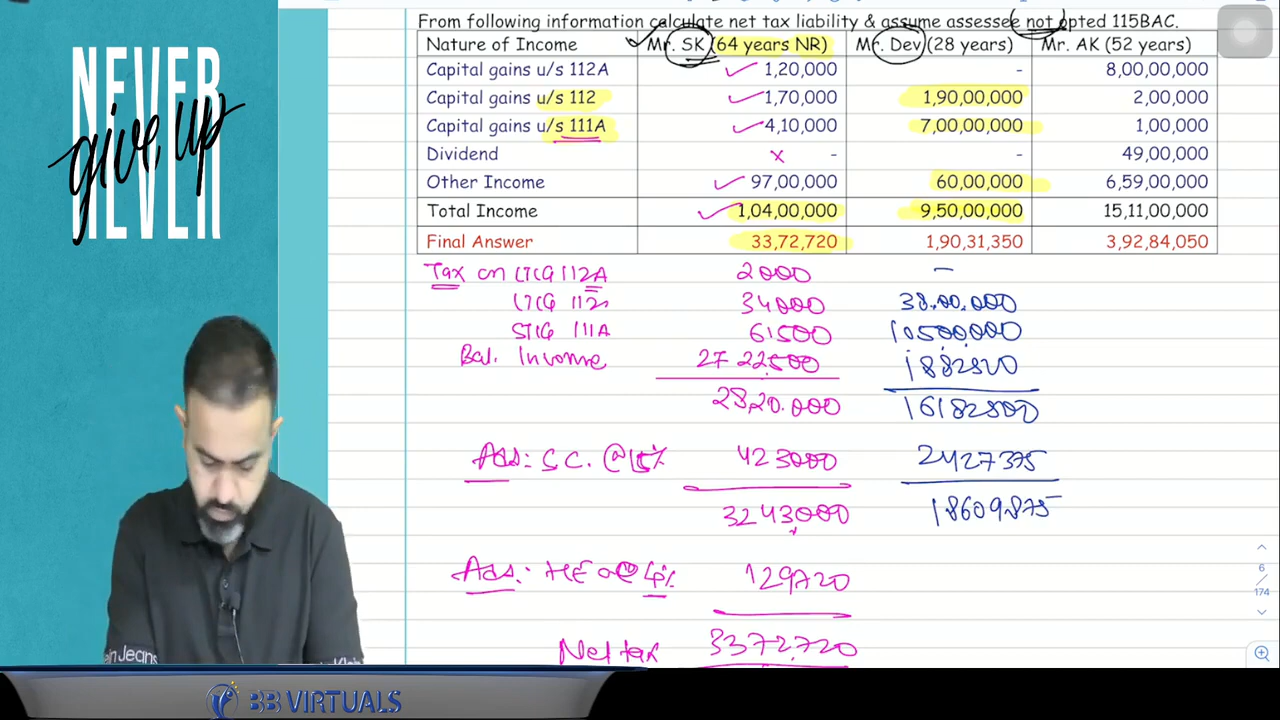 NEVER
give up
NEVER
From following information calculate net tax liability & assume assessee not opted 115BAC.
Nature of Income Mr. SK (64 years NR) Mr. Dev (28 years) Mr. AK (52 years)
Capital gains u/s 112A 1,20,000 - 8,00,00,000
Capital gains u/s 112 1,70,000 1,90,00,000 2,00,000
Capital gains u/s 111A 4,10,000 7,00,00,000 1,00,000
Dividend x - - 49,00,000
Other Income 97,00,000 60,00,000 6,59,00,000
Total Income 1,04,00,000 9,50,00,000 15,11,00,000
Final Answer 33,72,720 1,90,31,350 3,92,84,050
Tax on LTCG 112A 2000 -
LTCG 112 34000 38,00,000
STCG 111A 61500 10500000
Bal. Income 2722500 1882500
2820000 16182500
Add: S.C. @ 15% 423000 2427375
3243000 18609875
Add: HEC @ 4% 129720
Net tax 3372720
6
/
174
ein Jeans
BB VIRTUALS